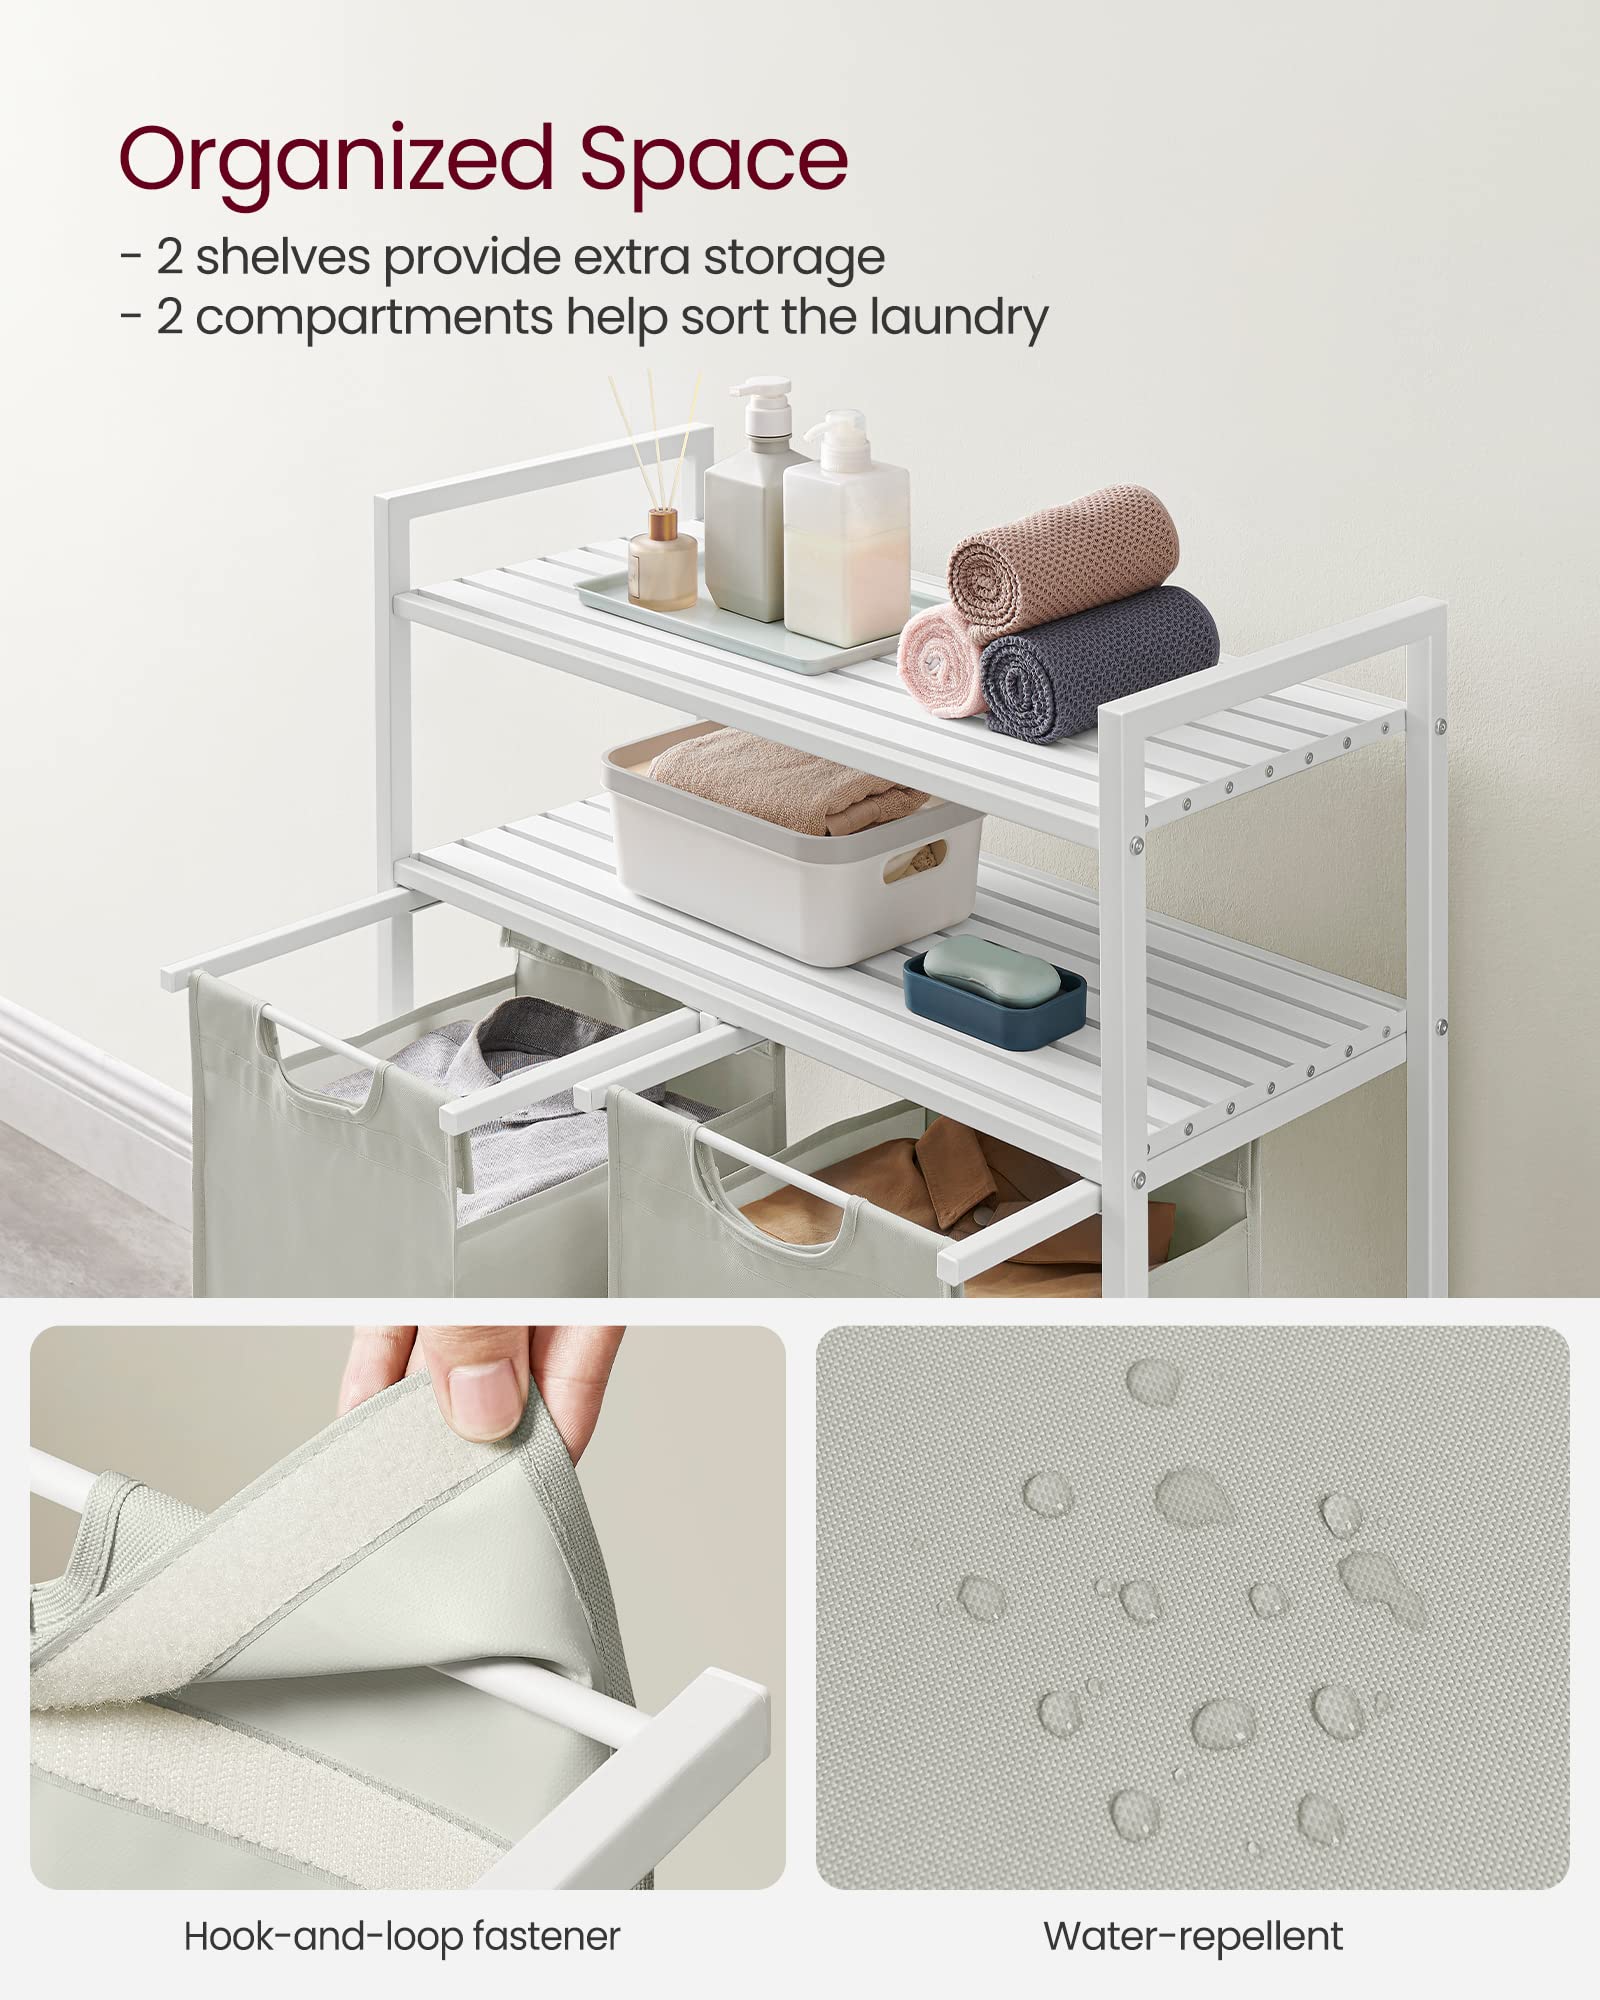 Organized Space
- 2 shelves provide extra storage
- 2 compartments help sort the laundry
Hook-and-loop fastener
Water-repellent